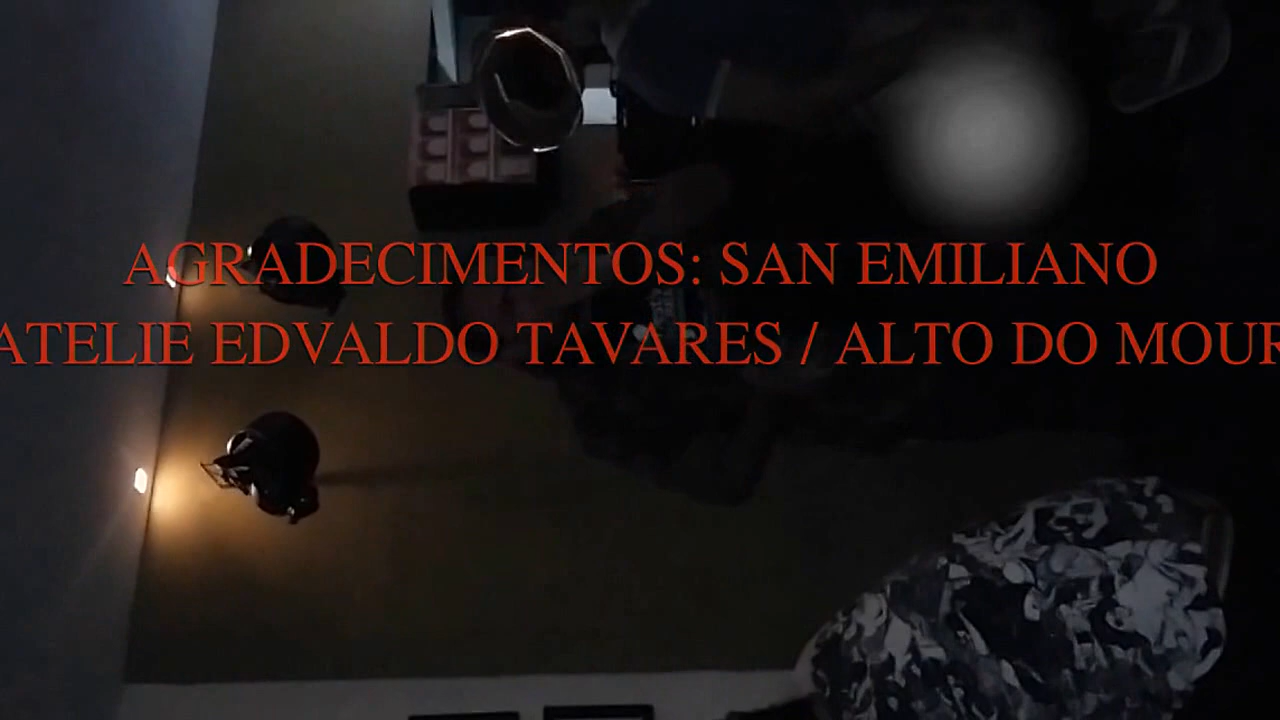 AGRADECIMENTOS: SAN EMILIANO
ATELIE EDVALDO TAVARES / ALTO DO MOUR